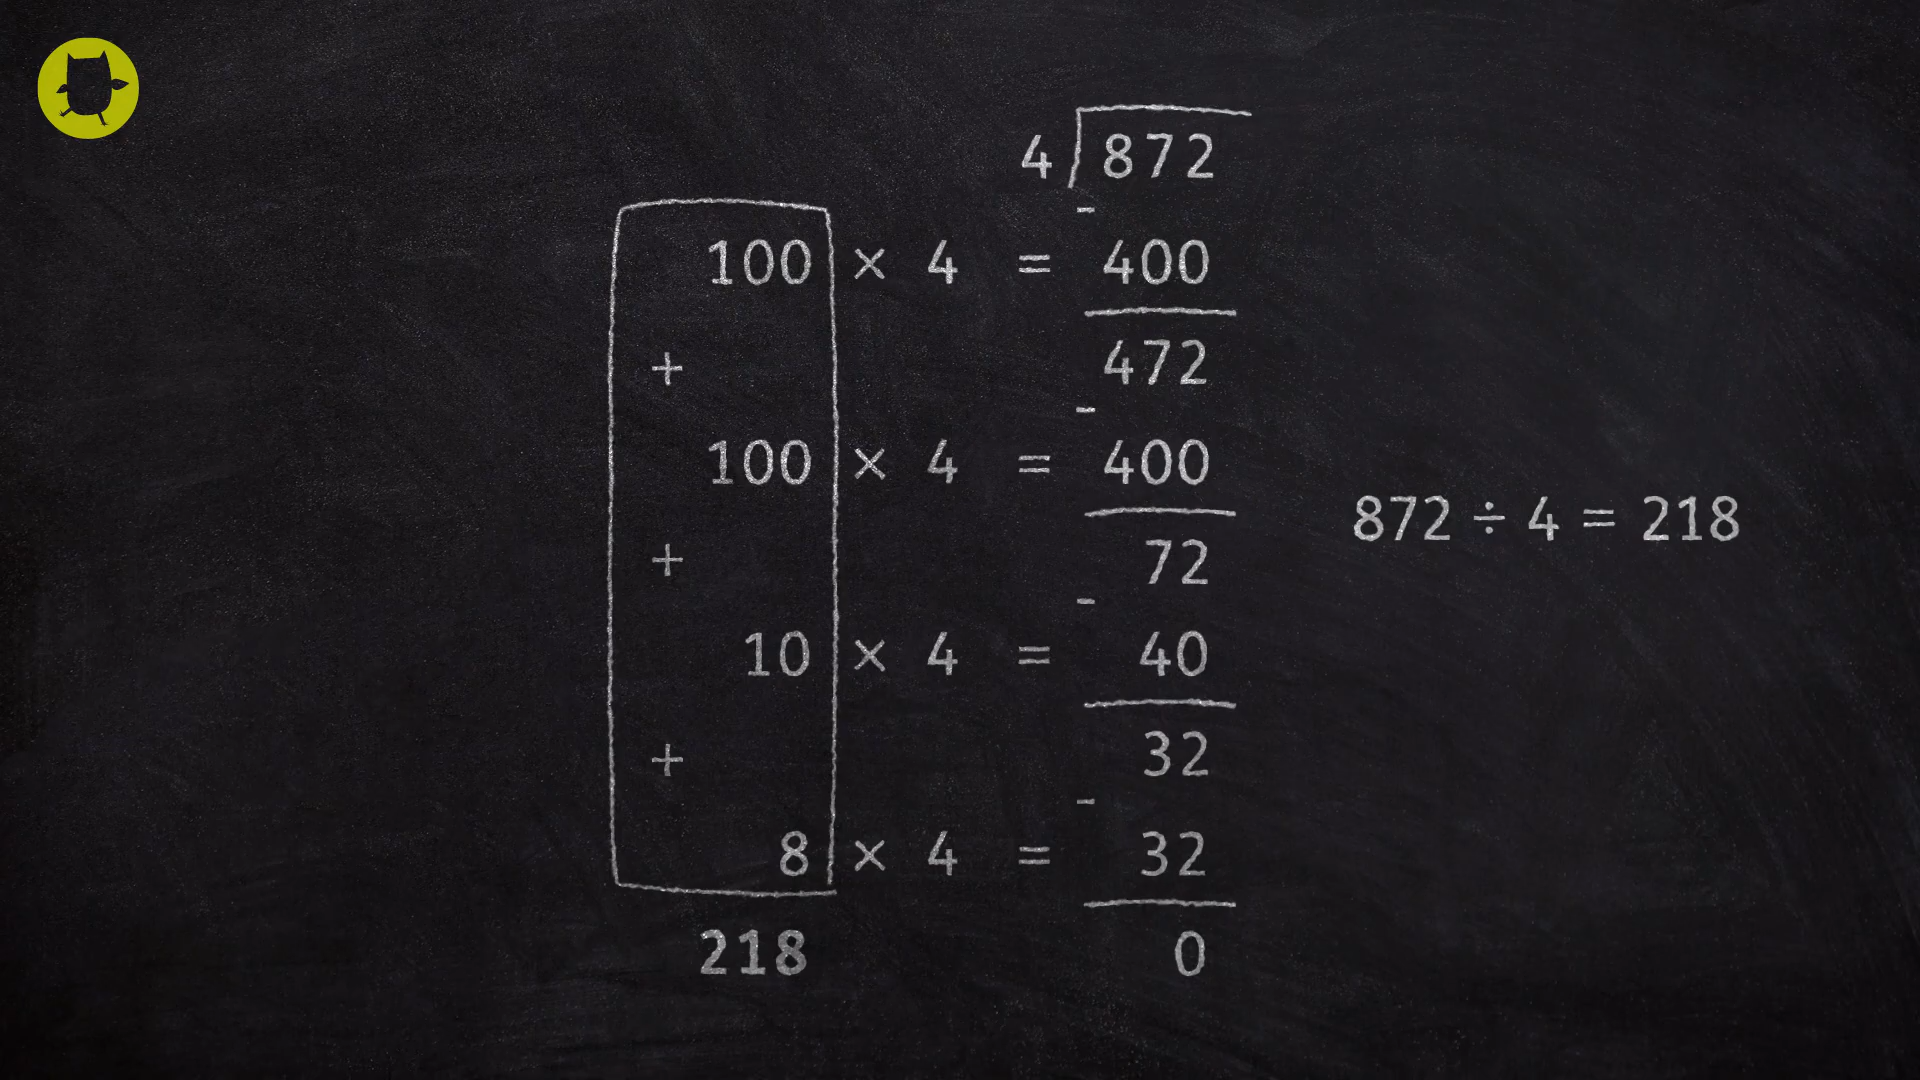 4 872
-
100 × 4 = 400
+ 472
-
100 × 4 = 400
872 ÷ 4 = 218
+ 72
-
10 × 4 = 40
+ 32
-
8 × 4 = 32
218 0